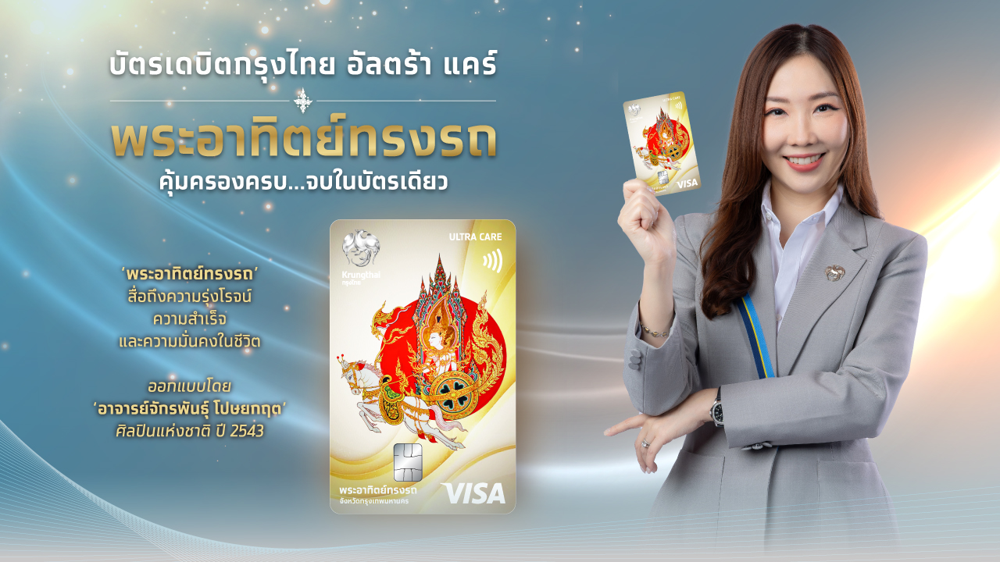 บัตรเดบิตกรุงไทย อัลตร้า แคร์
พระอาทิตย์ทรงรถ
คุ้มครองครบ...จบในบัตรเดียว
‘พระอาทิตย์ทรงรถ’
สื่อถึงความรุ่งโรจน์
ความสำเร็จ
และความมั่นคงในชีวิต
ออกแบบโดย
‘อาจารย์จักรพันธุ์ โปษยกฤต’
ศิลปินแห่งชาติ ปี 2543
ULTRA CARE
Krungthai
กรุงไทย
พระอาทิตย์ทรงรถ
จังหวัดกรุงเทพมหานคร
VISA
ULTRA CARE
VISA